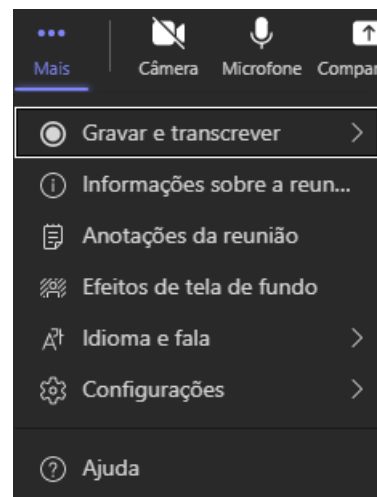 Mais Câmera Microfone Compar
Gravar e transcrever
Informações sobre a reun...
Anotações da reunião
Efeitos de tela de fundo
Idioma e fala
Configurações
Ajuda